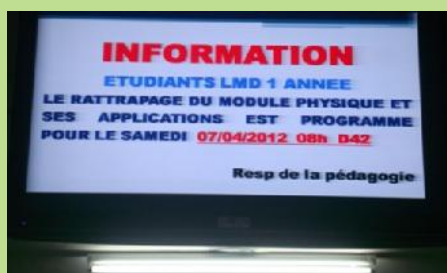 INFORMATION
ETUDIANTS LMD 1 ANNEE
LE RATTRAPAGE DU MODULE PHYSIQUE ET
SES APPLICATIONS EST PROGRAMME
POUR LE SAMEDI 07/04/2012 08h D42
Resp de la pédagogie